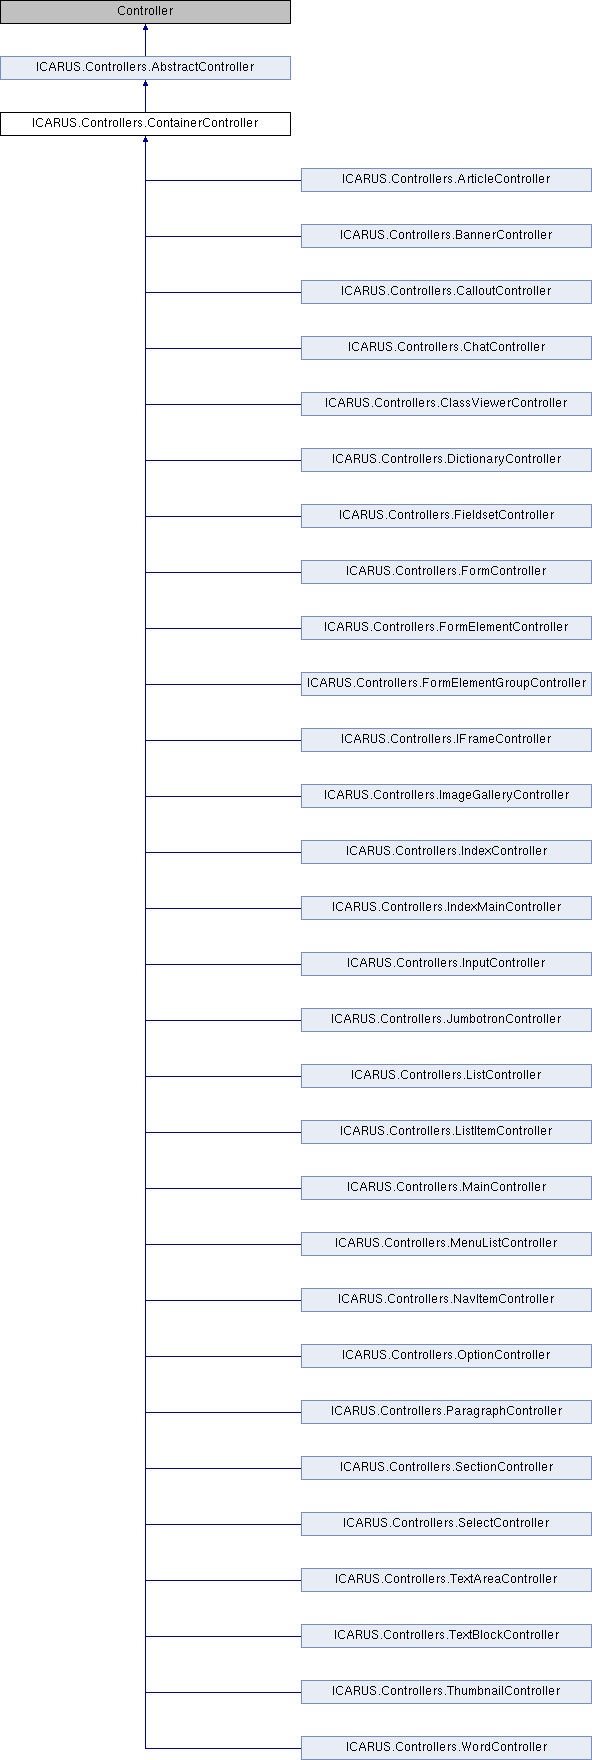 Controller
ICARUS.Controllers.AbstractController
ICARUS.Controllers.ContainerController
ICARUS.Controllers.ArticleController
ICARUS.Controllers.BannerController
ICARUS.Controllers.CalloutController
ICARUS.Controllers.ChatController
ICARUS.Controllers.ClassViewerController
ICARUS.Controllers.DictionaryController
ICARUS.Controllers.FieldsetController
ICARUS.Controllers.FormController
ICARUS.Controllers.FormElementController
ICARUS.Controllers.FormElementGroupController
ICARUS.Controllers.IFrameController
ICARUS.Controllers.ImageGalleryController
ICARUS.Controllers.IndexController
ICARUS.Controllers.IndexMainController
ICARUS.Controllers.InputController
ICARUS.Controllers.JumbotronController
ICARUS.Controllers.ListController
ICARUS.Controllers.ListItemController
ICARUS.Controllers.MainController
ICARUS.Controllers.MenuListController
ICARUS.Controllers.NavItemController
ICARUS.Controllers.OptionController
ICARUS.Controllers.ParagraphController
ICARUS.Controllers.SectionController
ICARUS.Controllers.SelectController
ICARUS.Controllers.TextAreaController
ICARUS.Controllers.TextBlockController
ICARUS.Controllers.ThumbnailController
ICARUS.Controllers.WordController